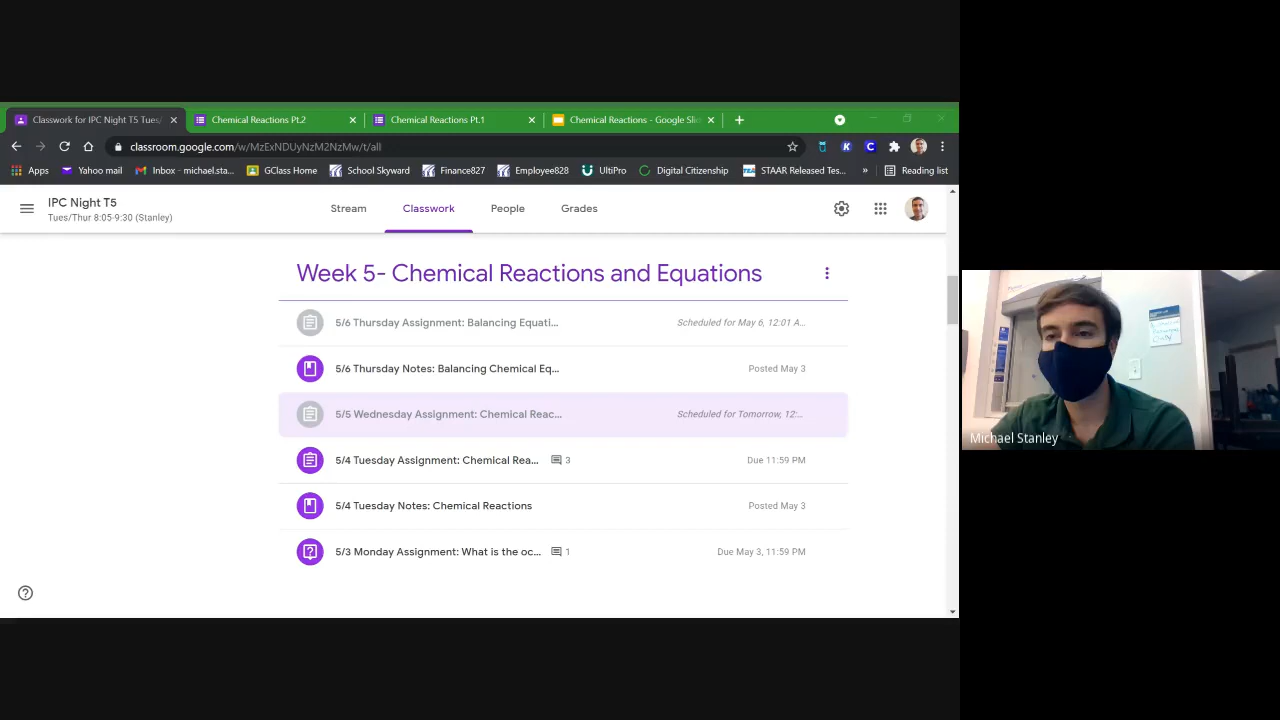 Classwork for IPC Night T5 Tues/
Chemical Reactions Pt.2
Chemical Reactions Pt.1
Chemical Reactions - Google Slid
classroom.google.com/w/MzExNDUyNzM2NzMw/t/all
Apps
Yahoo mail
Inbox - michael.sta...
GClass Home
School Skyward
Finance827
Employee828
UltiPro
Digital Citizenship
STAAR Released Tes...
»
Reading list
IPC Night T5
Tues/Thur 8:05-9:30 (Stanley)
Stream
Classwork
People
Grades
Week 5- Chemical Reactions and Equations
5/6 Thursday Assignment: Balancing Equati...
Scheduled for May 6, 12:01 A...
5/6 Thursday Notes: Balancing Chemical Eq...
Posted May 3
5/5 Wednesday Assignment: Chemical Reac...
Scheduled for Tomorrow, 12:...
5/4 Tuesday Assignment: Chemical Rea...
3
Due 11:59 PM
5/4 Tuesday Notes: Chemical Reactions
Posted May 3
5/3 Monday Assignment: What is the oc...
1
Due May 3, 11:59 PM
Michael Stanley